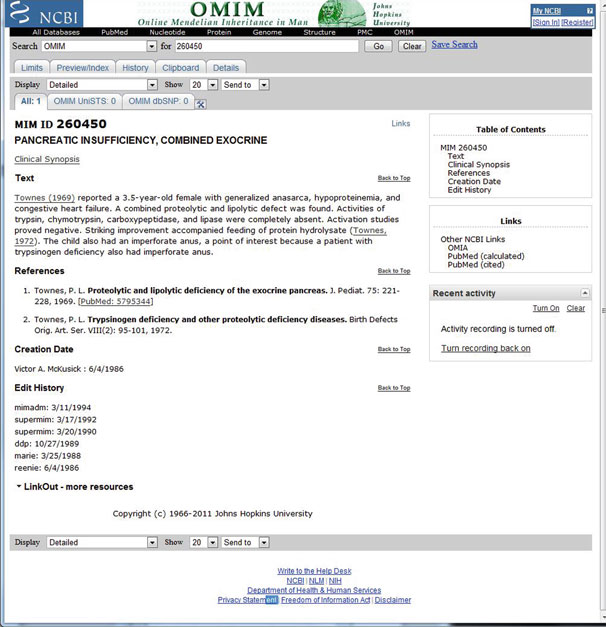 NCBI
OMIM
Online Mendelian Inheritance in Man
Johns
Hopkins
University
My NCBI
[Sign In] [Register]
All Databases PubMed Nucleotide Protein Genome Structure PMC OMIM
Search OMIM for 260450 Go Clear Save Search
Limits Preview/Index History Clipboard Details
Display Detailed Show 20 Send to
All: 1 OMIM UniSTS: 0 OMIM dbSNP: 0
MIM ID 260450 Links
PANCREATIC INSUFFICIENCY, COMBINED EXOCRINE
Clinical Synopsis
Text Back to Top
Townes (1969) reported a 3.5-year-old female with generalized anasarca, hypoproteinemia, and
congestive heart failure. A combined proteolytic and lipolytic defect was found. Activities of
trypsin, chymotrypsin, carboxypeptidase, and lipase were completely absent. Activation studies
proved negative. Striking improvement accompanied feeding of protein hydrolysate (Townes,
1972). The child also had an imperforate anus, a point of interest because a patient with
trypsinogen deficiency also had imperforate anus.
References Back to Top
1. Townes, P. L. Proteolytic and lipolytic deficiency of the exocrine pancreas. J. Pediat. 75: 221-
228, 1969. [PubMed: 5795344]
2. Townes, P. L. Trypsinogen deficiency and other proteolytic deficiency diseases. Birth Defects
Orig. Art. Ser. VIII(2): 95-101, 1972.
Creation Date Back to Top
Victor A. McKusick : 6/4/1986
Edit History Back to Top
mimadm: 3/11/1994
supermim: 3/17/1992
supermim: 3/20/1990
ddp: 10/27/1989
marie: 3/25/1988
reenie: 6/4/1986
LinkOut - more resources
Copyright (c) 1966-2011 Johns Hopkins University
Table of Contents
MIM 260450
Text
Clinical Synopsis
References
Creation Date
Edit History
Links
Other NCBI Links
OMIA
PubMed (calculated)
PubMed (cited)
Recent activity
Turn On Clear
Activity recording is turned off.
Turn recording back on
Display Detailed Show 20 Send to
Write to the Help Desk
NCBI | NLM | NIH
Department of Health & Human Services
Privacy Statement | Freedom of Information Act | Disclaimer